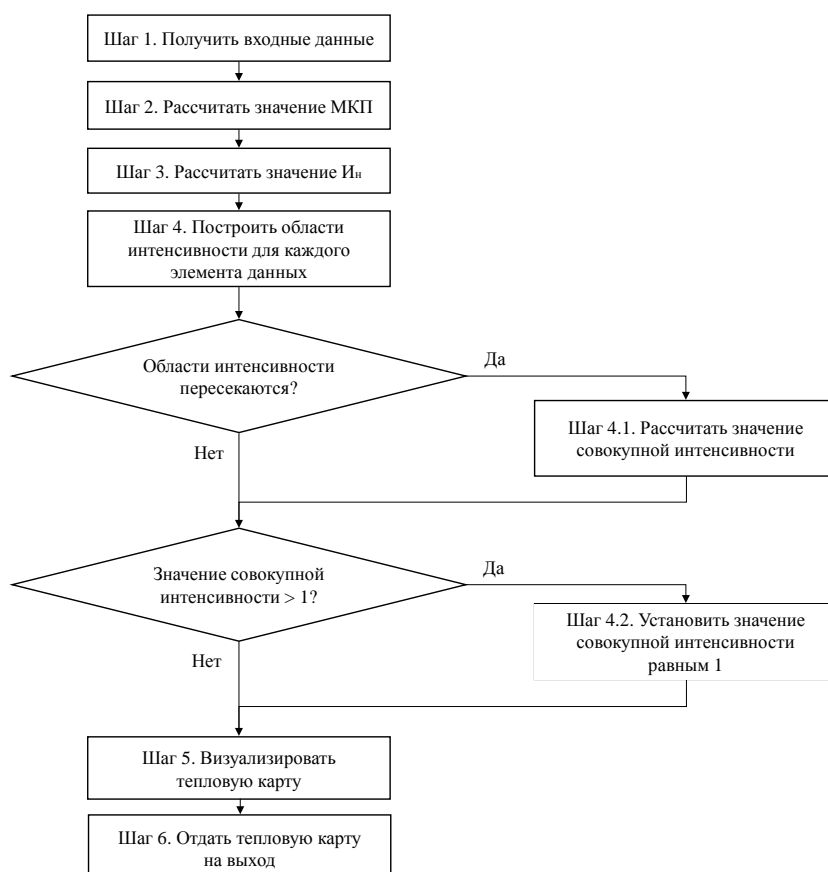 Шаг 1. Получить входные данные
Шаг 2. Рассчитать значение МКП
Шаг 3. Рассчитать значение Ин
Шаг 4. Построить области
интенсивности для каждого
элемента данных
Области интенсивности
пересекаются?
Да
Шаг 4.1. Рассчитать значение
совокупной интенсивности
Нет
Значение совокупной
интенсивности > 1?
Да
Шаг 4.2. Установить значение
совокупной интенсивности
равным 1
Нет
Шаг 5. Визуализировать
тепловую карту
Шаг 6. Отдать тепловую карту
на выход